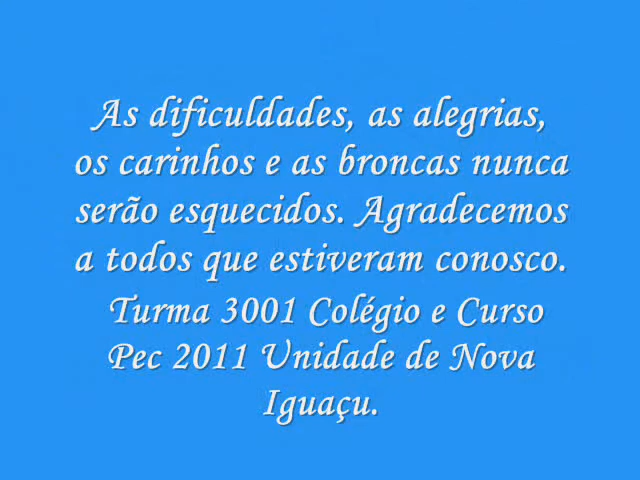 As dificuldades, as alegrias,
os carinhos e as broncas nunca
serão esquecidos. Agradecemos
a todos que estiveram conosco.
Turma 3001 Colégio e Curso
Pec 2011 Unidade de Nova
Iguaçu.